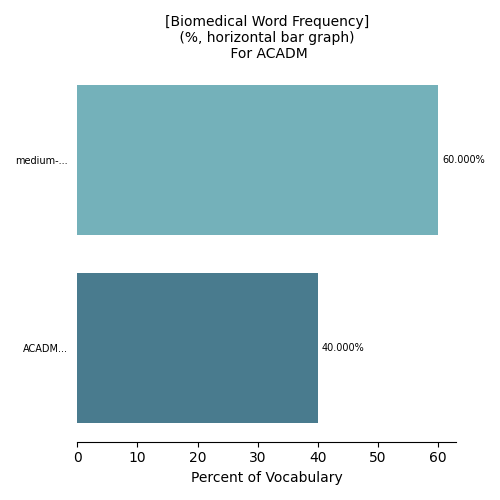 [Biomedical Word Frequency]
(%, horizontal bar graph)
For ACADM
medium-...
60.000%
ACADM...
40.000%
0 10 20 30 40 50 60
Percent of Vocabulary